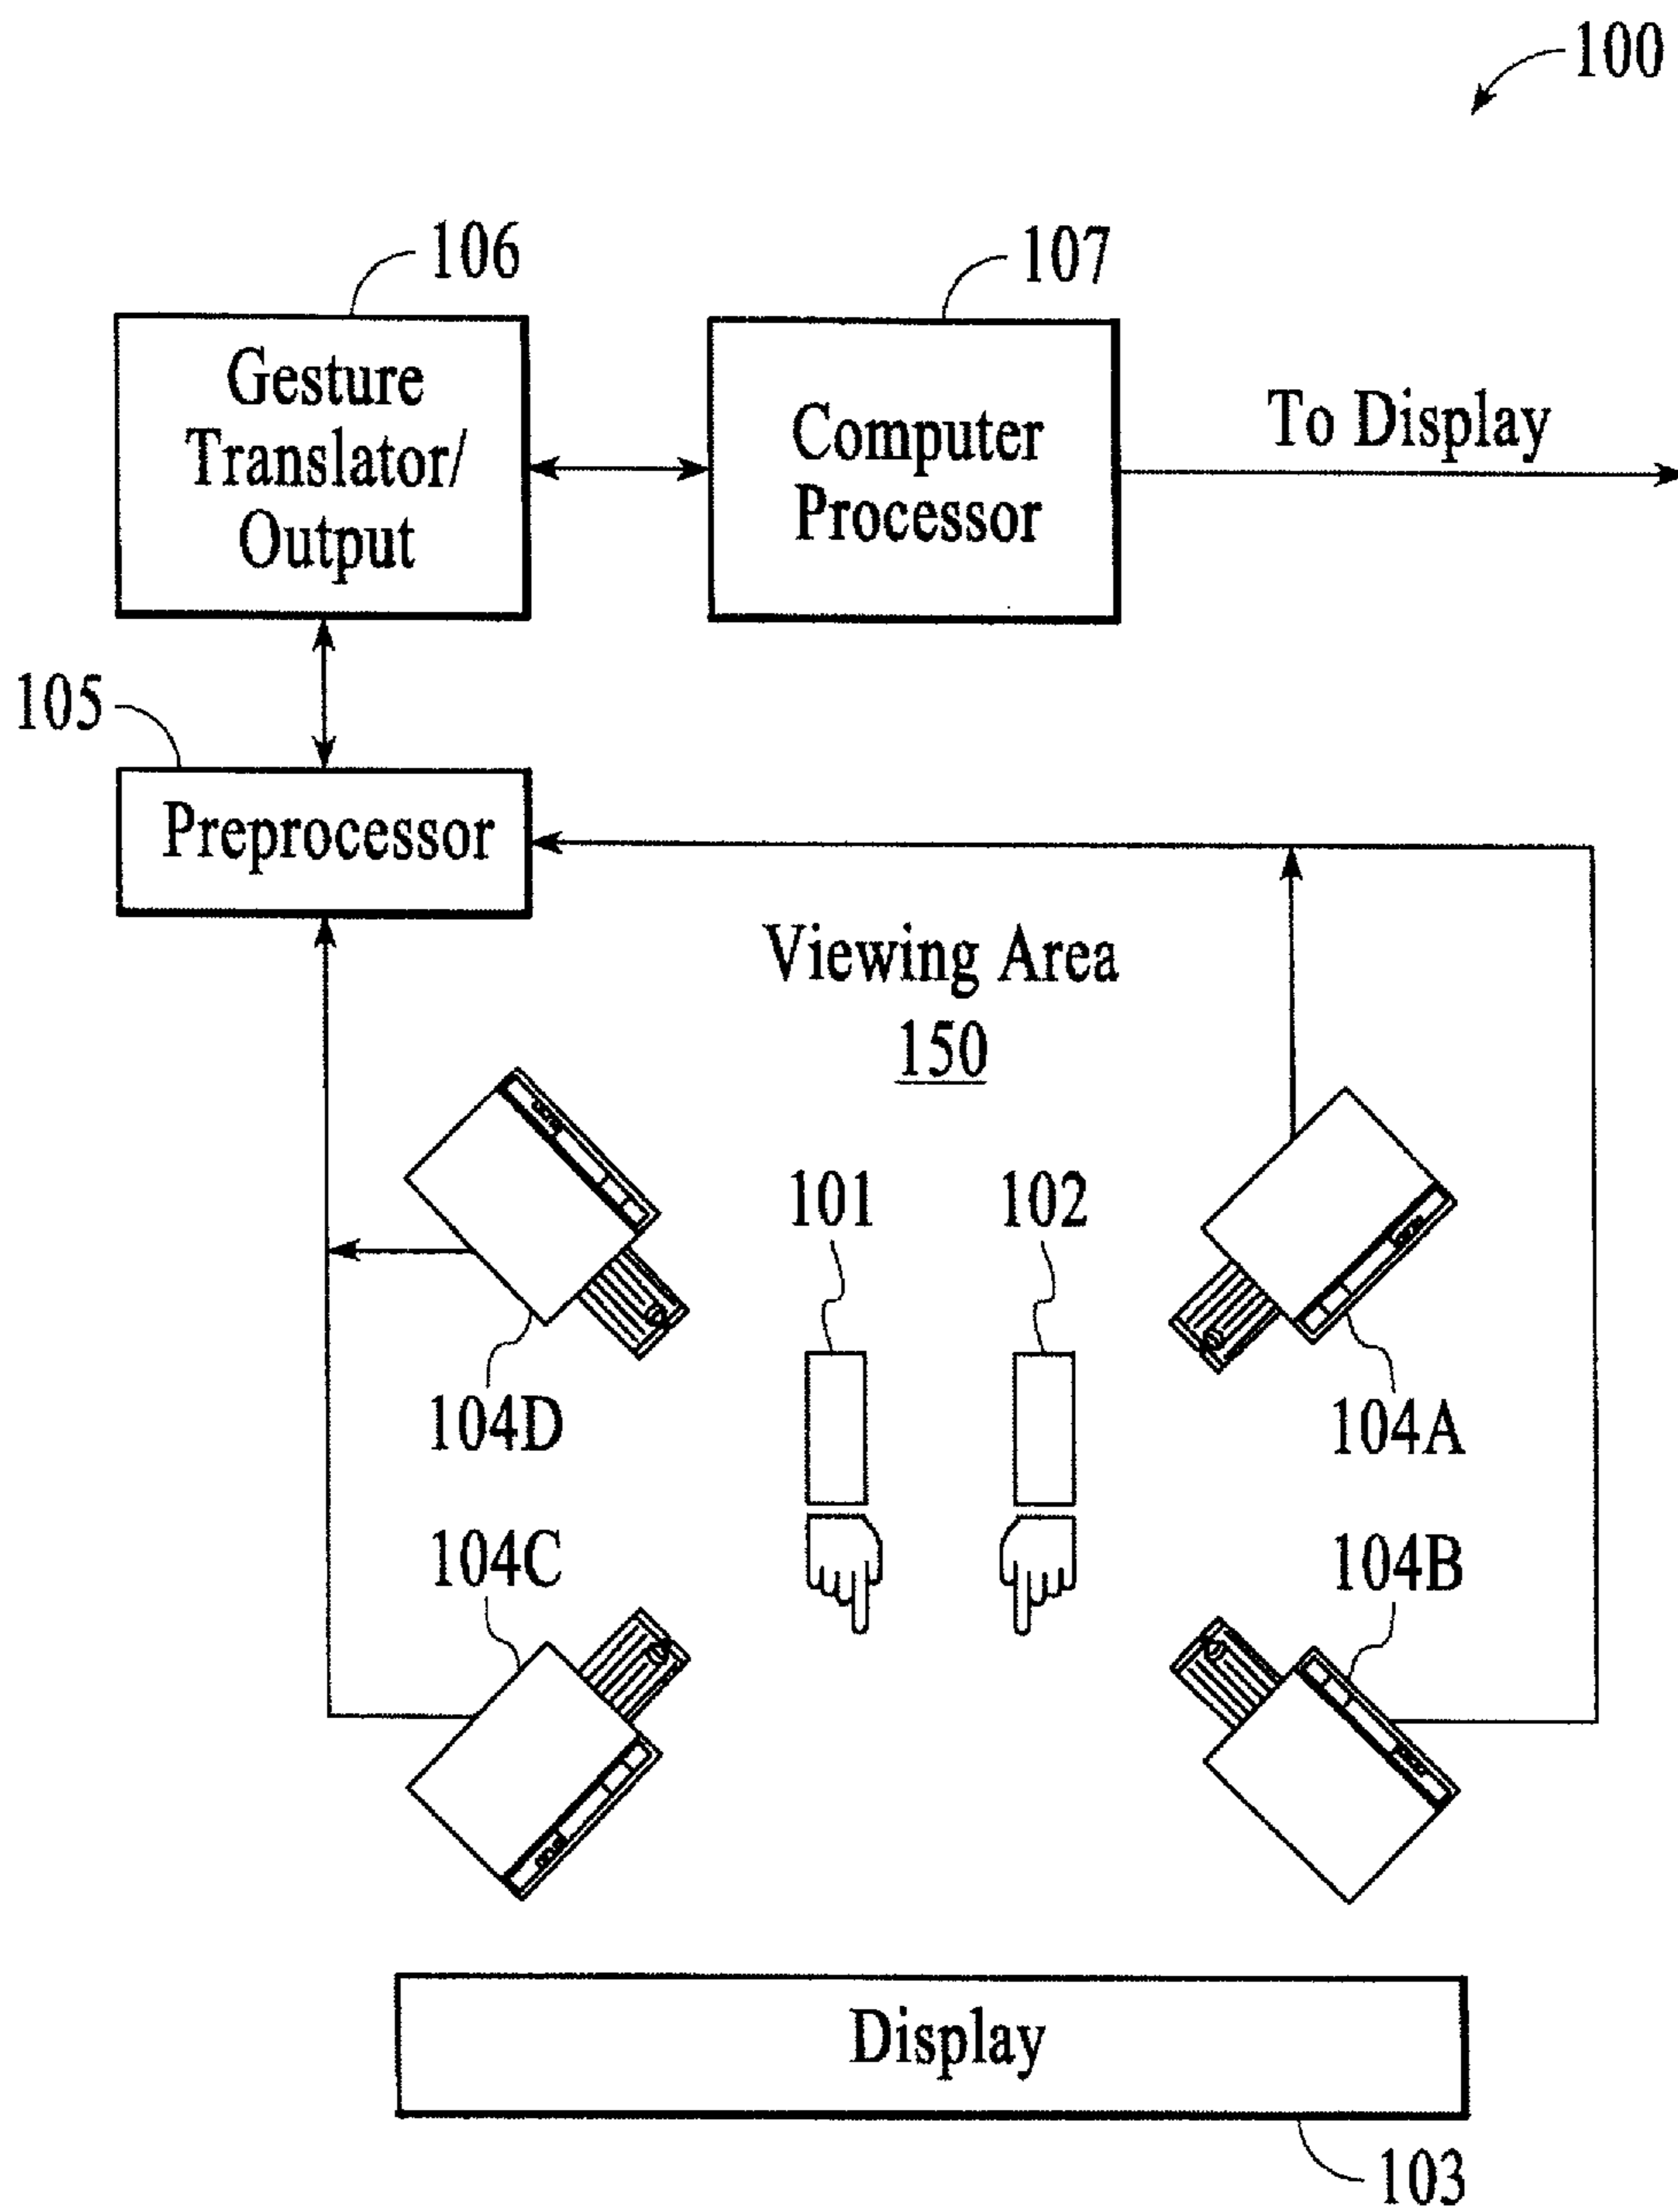 100
106
107
Gesture
Translator/
Output
Computer
Processor
To Display
105
Preprocessor
Viewing Area
150
101
102
104D
104A
104C
104B
Display
103